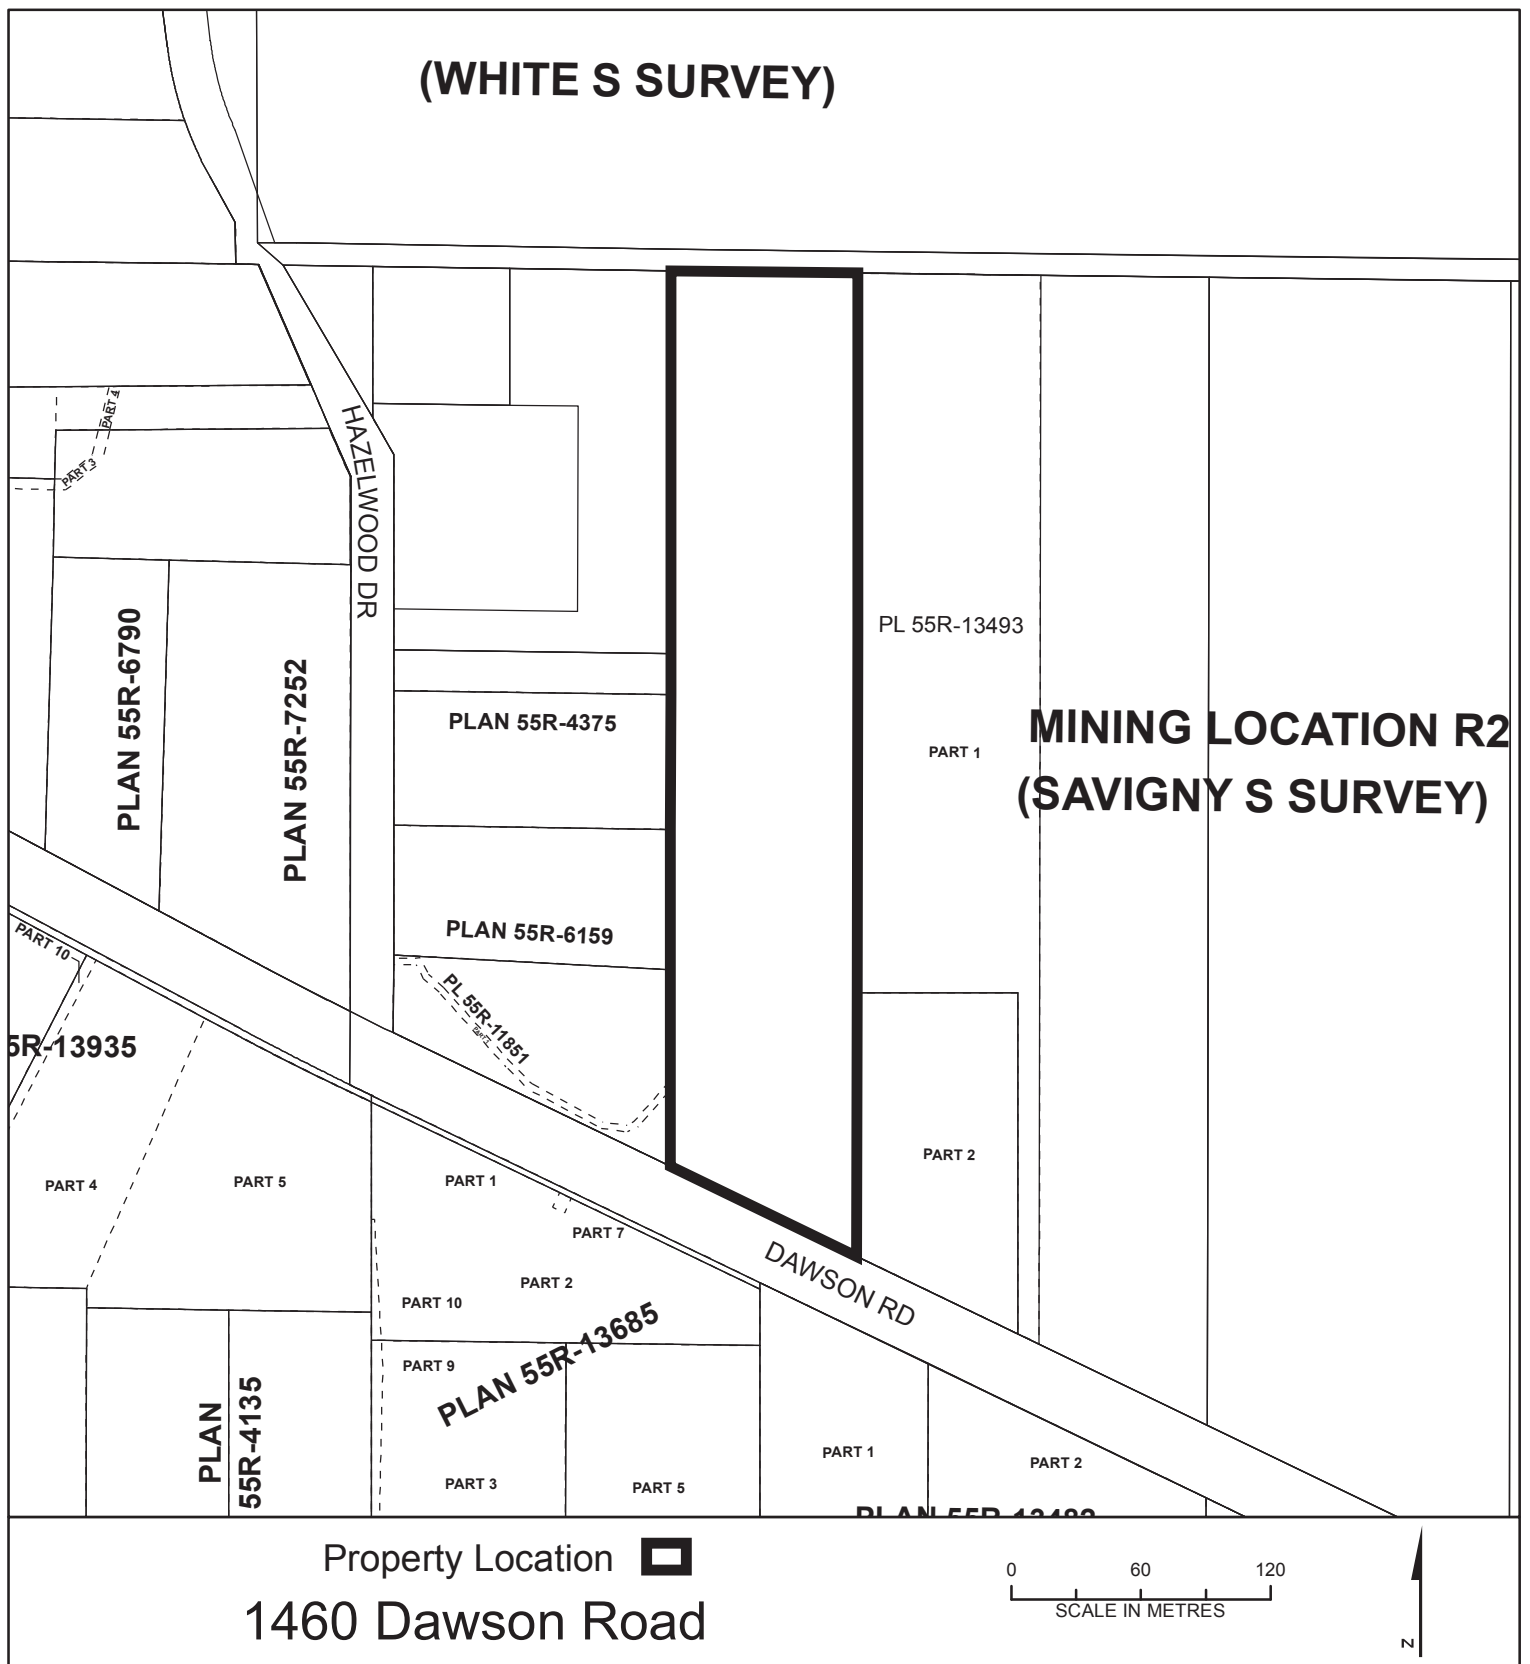 (WHITE S SURVEY)
PART 4
PART 3
HAZELWOOD DR
PLAN 55R-6790
PLAN 55R-7252
PL 55R-13493
PLAN 55R-4375
PART 1
MINING LOCATION R2
(SAVIGNY S SURVEY)
PLAN 55R-6159
PART 10
PL 55R-11851
5R-13935
PART 2
PART 4
PART 5
PART 1
PART 7
DAWSON RD
PART 2
PART 10
PLAN 55R-13685
PART 9
PLAN
55R-4135
PART 3
PART 5
PART 1
PART 2
Property Location
1460 Dawson Road
0 60 120
SCALE IN METRES
N